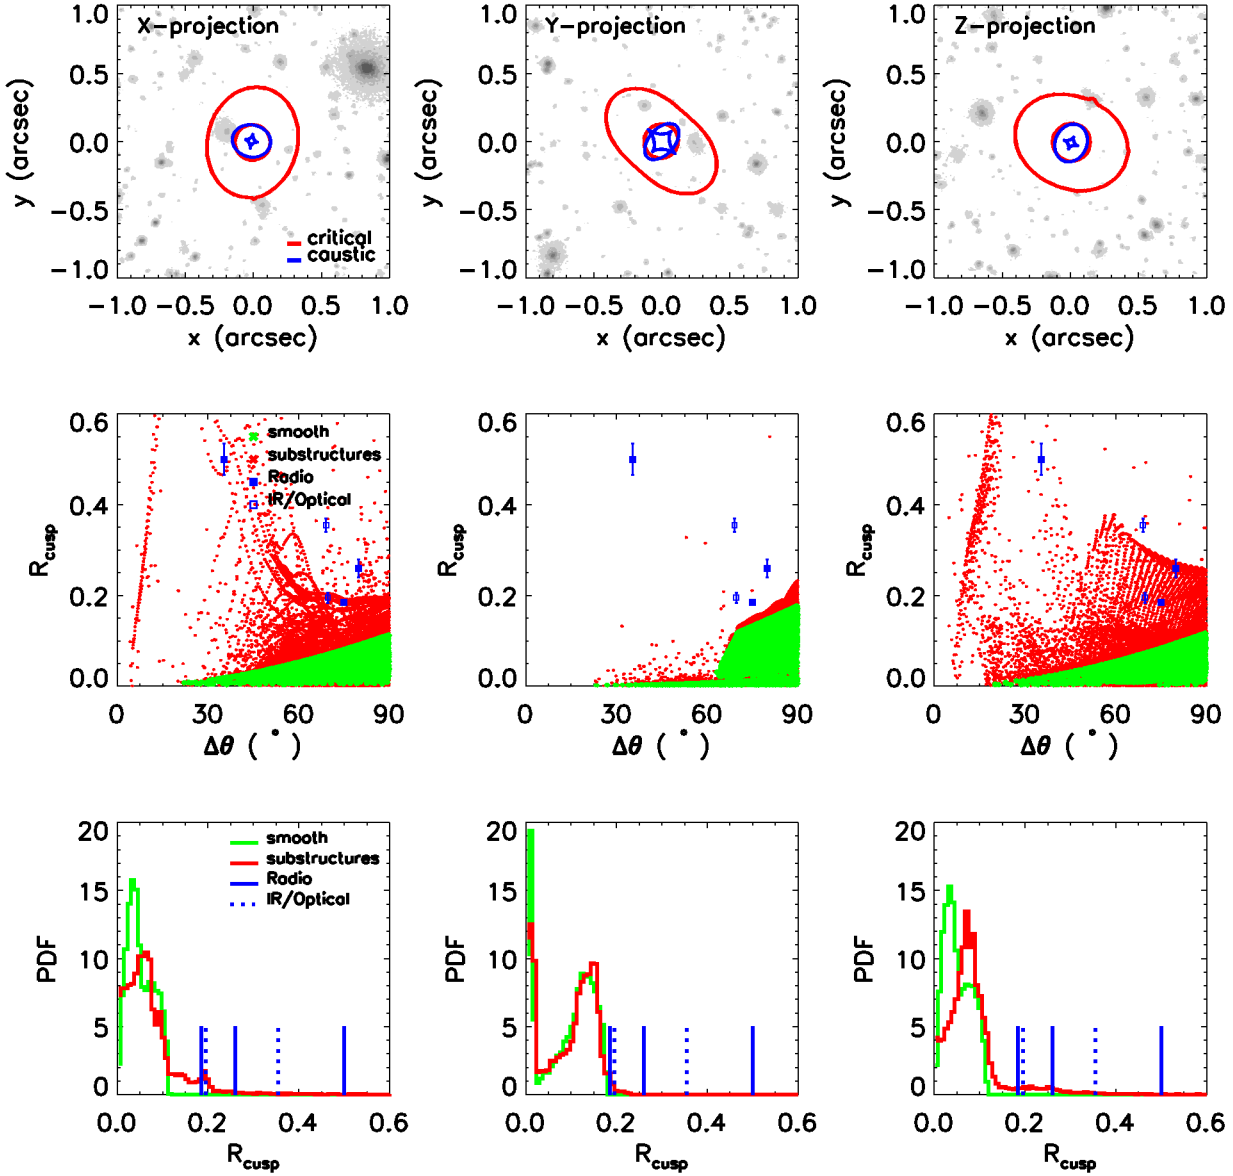 X-projection
Y-projection
Z-projection
1.0
0.5
0.0
-0.5
-1.0
y (arcsec)
critical
caustic
-1.0 -0.5 0.0 0.5 1.0
x (arcsec)
1.0
0.5
0.0
-0.5
-1.0
y (arcsec)
-1.0 -0.5 0.0 0.5 1.0
x (arcsec)
1.0
0.5
0.0
-0.5
-1.0
y (arcsec)
-1.0 -0.5 0.0 0.5 1.0
x (arcsec)
0.6
0.4
0.2
0.0
Rcusp
smooth
substructures
Radio
IR/Optical
0 30 60 90
Δθ ( ° )
0.6
0.4
0.2
0.0
Rcusp
0 30 60 90
Δθ ( ° )
0.6
0.4
0.2
0.0
Rcusp
0 30 60 90
Δθ ( ° )
20
15
10
5
0
PDF
smooth
substructures
Radio
IR/Optical
0.0 0.2 0.4 0.6
Rcusp
20
15
10
5
0
PDF
0.0 0.2 0.4 0.6
Rcusp
20
15
10
5
0
PDF
0.0 0.2 0.4 0.6
Rcusp